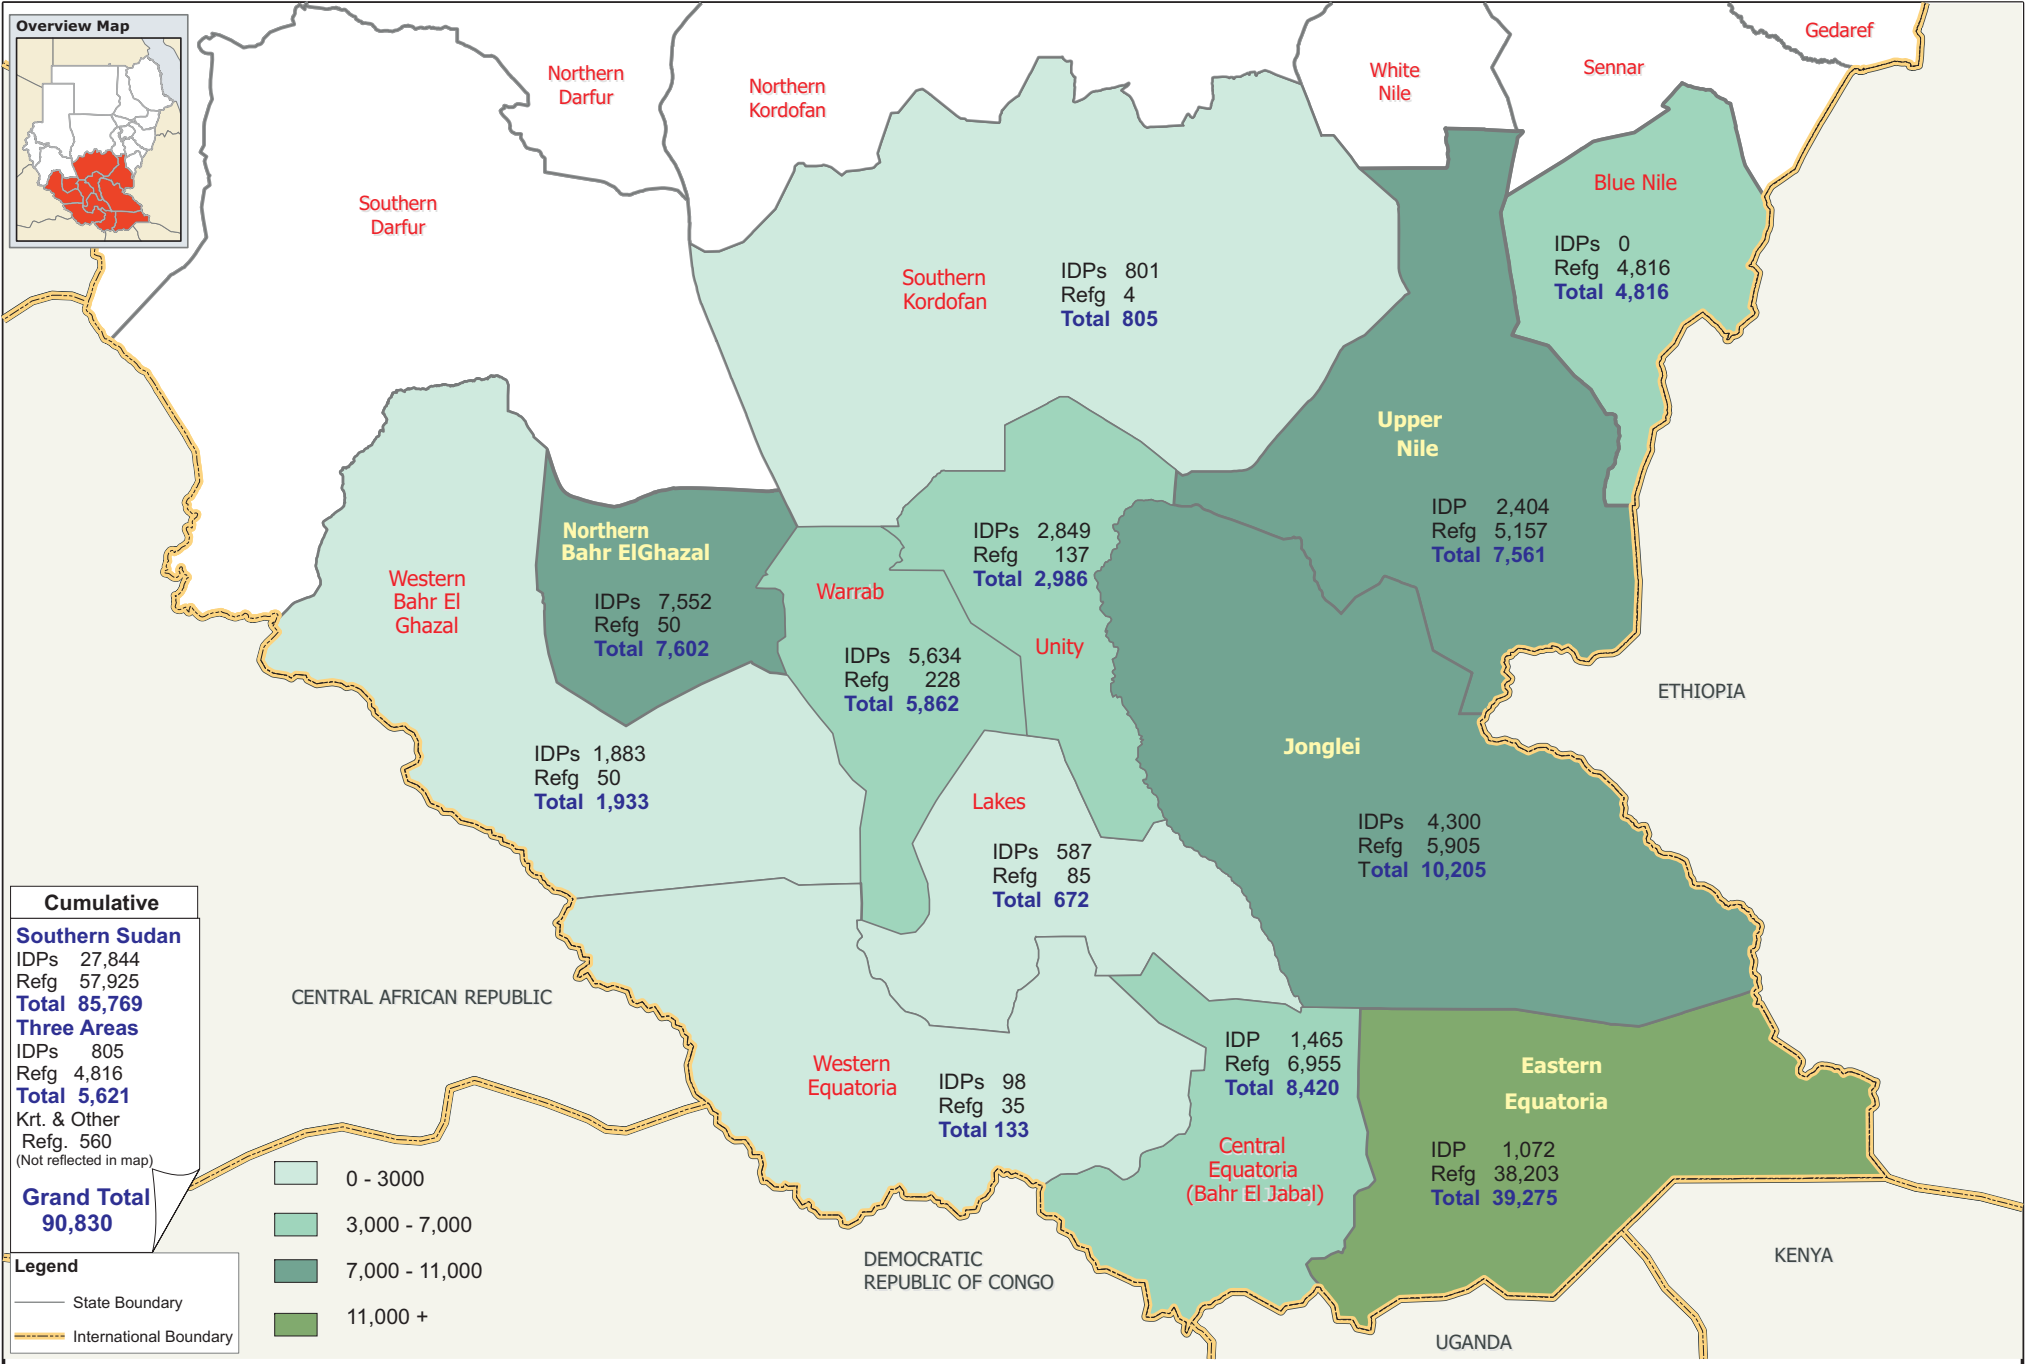 Overview Map
Northern
Darfur
Northern
Kordofan
White
Nile
Sennar
Gedaref
Southern
Darfur
Southern
Kordofan
IDPs 801
Refg 4
Total 805
Blue Nile
IDPs 0
Refg 4,816
Total 4,816
Upper
Nile
IDP 2,404
Refg 5,157
Total 7,561
Northern
Bahr ElGhazal
IDPs 7,552
Refg 50
Total 7,602
Western
Bahr El
Ghazal
IDPs 1,883
Refg 50
Total 1,933
Warrab
IDPs 5,634
Refg 228
Total 5,862
IDPs 2,849
Refg 137
Total 2,986
Unity
ETHIOPIA
Jonglei
IDPs 4,300
Refg 5,905
Total 10,205
Lakes
IDPs 587
Refg 85
Total 672
CENTRAL AFRICAN REPUBLIC
Western
Equatoria
IDPs 98
Refg 35
Total 133
IDP 1,465
Refg 6,955
Total 8,420
Central
Equatoria
(Bahr El Jabal)
Eastern
Equatoria
IDP 1,072
Refg 38,203
Total 39,275
DEMOCRATIC
REPUBLIC OF CONGO
KENYA
UGANDA
Cumulative
Southern Sudan
IDPs 27,844
Refg 57,925
Total 85,769
Three Areas
IDPs 805
Refg 4,816
Total 5,621
Krt. & Other
Refg. 560
(Not reflected in map)
Grand Total
90,830
Legend
State Boundary
International Boundary
0 - 3000
3,000 - 7,000
7,000 - 11,000
11,000 +